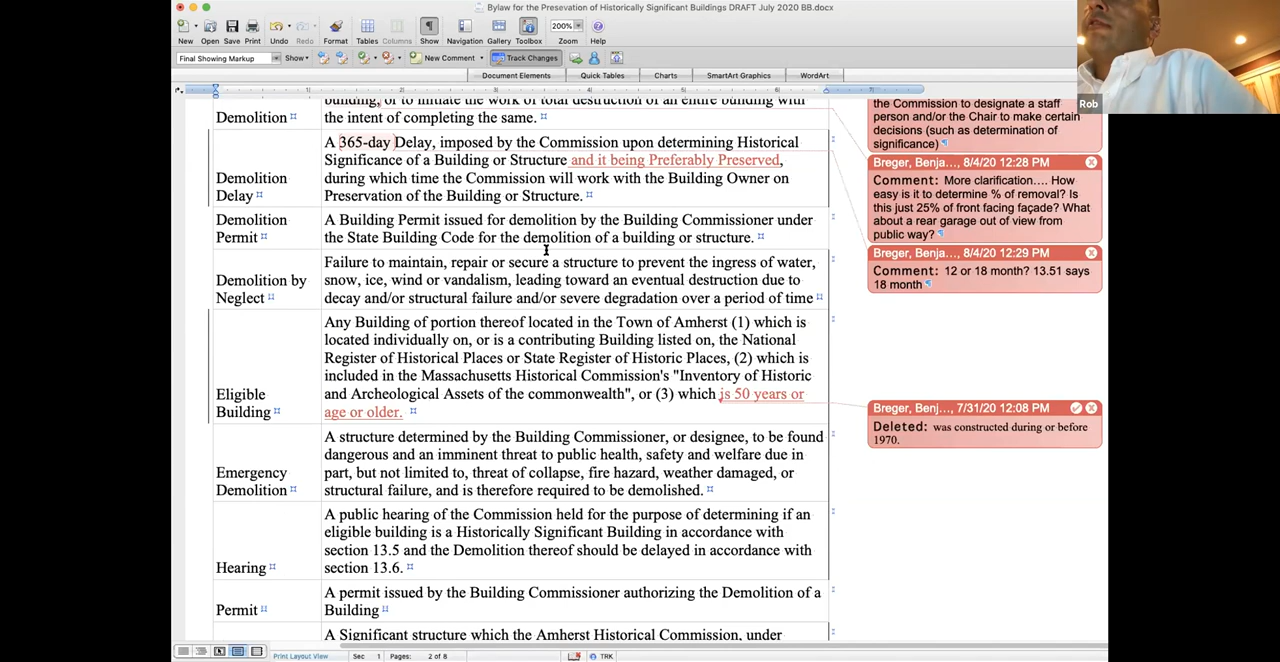 Bylaw for the Presevation of Historically Significant Buildings DRAFT July 2020 BB.docx
New Open Save Print Undo Redo Format Tables Columns Show Navigation Gallery Toolbox Zoom Help
200%
Final Showing Markup Show New Comment Track Changes
Document Elements Quick Tables Charts SmartArt Graphics WordArt
building, or to initiate the work of total destruction of an entire building with
Demolition the intent of completing the same.
A 365-day Delay, imposed by the Commission upon determining Historical
Significance of a Building or Structure and it being Preferably Preserved,
Demolition during which time the Commission will work with the Building Owner on
Delay Preservation of the Building or Structure.
Demolition A Building Permit issued for demolition by the Building Commissioner under
Permit the State Building Code for the demolition of a building or structure.
Failure to maintain, repair or secure a structure to prevent the ingress of water,
Demolition by snow, ice, wind or vandalism, leading toward an eventual destruction due to
Neglect decay and/or structural failure and/or severe degradation over a period of time
Any Building of portion thereof located in the Town of Amherst (1) which is
located individually on, or is a contributing Building listed on, the National
Register of Historical Places or State Register of Historic Places, (2) which is
included in the Massachusetts Historical Commission's "Inventory of Historic
Eligible and Archeological Assets of the commonwealth", or (3) which is 50 years or
Building age or older.
A structure determined by the Building Commissioner, or designee, to be found
dangerous and an imminent threat to public health, safety and welfare due in
Emergency part, but not limited to, threat of collapse, fire hazard, weather damaged, or
Demolition structural failure, and is therefore required to be demolished.
A public hearing of the Commission held for the purpose of determining if an
eligible building is a Historically Significant Building in accordance with
section 13.5 and the Demolition thereof should be delayed in accordance with
Hearing section 13.6.
A permit issued by the Building Commissioner authorizing the Demolition of a
Permit Building
A Significant structure which the Amherst Historical Commission, under
the Commission to designate a staff
person and/or the Chair to make certain
decisions (such as determination of
significance)
Breger, Benja..., 8/4/20 12:28 PM
Comment: More clarification.... How
easy is it to determine % of removal? Is
this just 25% of front facing façade? What
about a rear garage out of view from
public way?
Breger, Benja..., 8/4/20 12:29 PM
Comment: 12 or 18 month? 13.51 says
18 month
Breger, Benj..., 7/31/20 12:08 PM
Deleted: was constructed during or before
1970.
Rob
Print Layout View Sec 1 Pages: 2 of 8 TRK